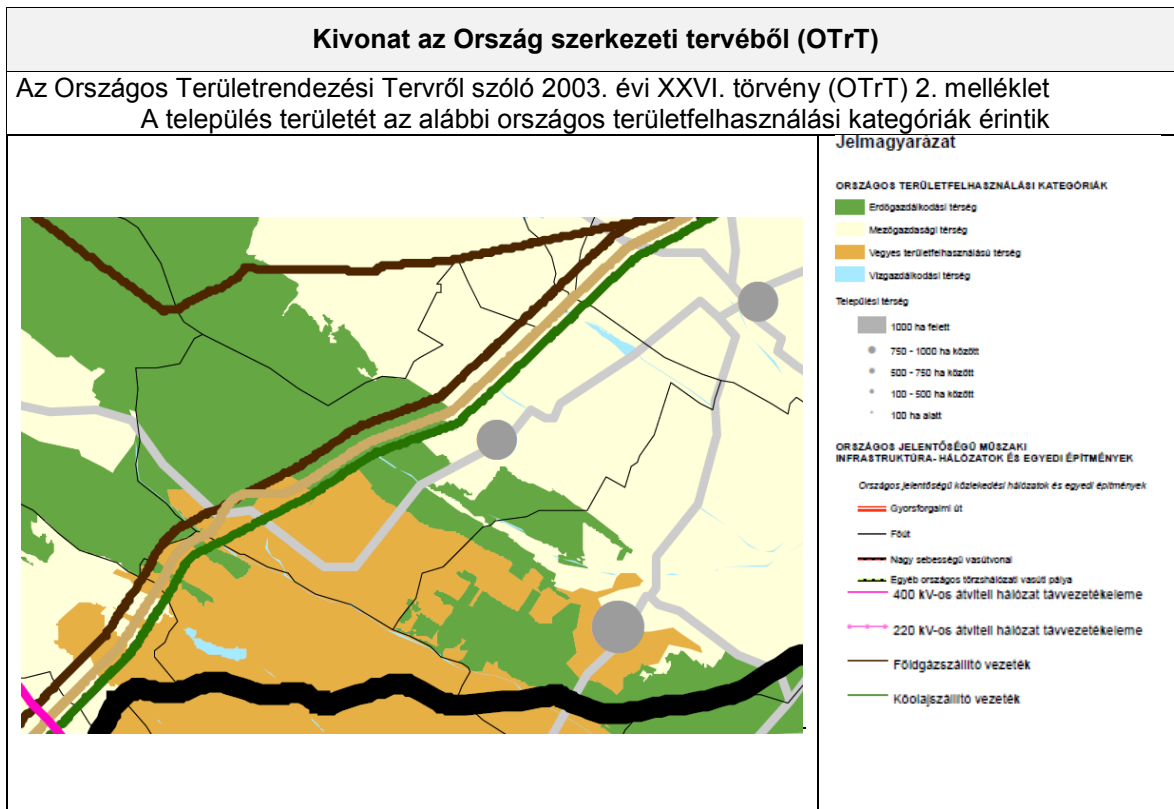 Kivonat az Ország szerkezeti tervéből (OTrT)
Az Országos Területrendezési Tervről szóló 2003. évi XXVI. törvény (OTrT) 2. melléklet
A település területét az alábbi országos területfelhasználási kategóriák érintik
Jelmagyarázat
ORSZÁGOS TERÜLETFELHASZNÁLÁSI KATEGÓRIÁK
Erdőgazdálkodási térség
Mezőgazdasági térség
Vegyes területfelhasználású térség
Vízgazdálkodási térség
Települési térség
1000 ha felett
750 - 1000 ha között
500 - 750 ha között
100 - 500 ha között
100 ha alatt
ORSZÁGOS JELENTŐSÉGŰ MŰSZAKI
INFRASTRUKTÚRA- HÁLÓZATOK ÉS EGYEDI ÉPÍTMÉNYEK
Országos jelentőségű közlekedési hálózatok és egyedi építmények
Gyorsforgalmi út
Főút
Nagy sebességű vasútvonal
Egyéb országos törzshálózati vasúti pálya
400 kV-os átviteli hálózat távvezetékeleme
220 kV-os átviteli hálózat távvezetékeleme
Földgázszállító vezeték
Kőolajszállító vezeték